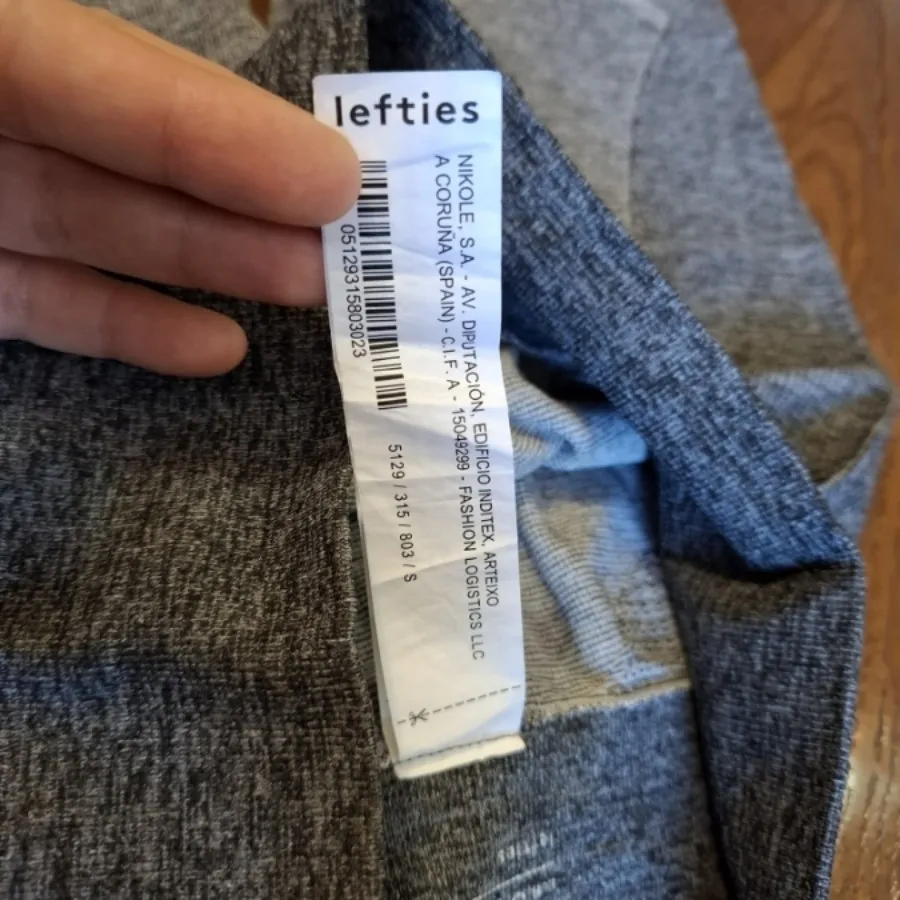 lefties
NIKOLE, S.A. - AV. DIPUTACIÓN, EDIFICIO INDITEX, ARTEIXO
A CORUÑA (SPAIN) - C.I.F. A - 15049299 - FASHION LOGISTICS LLC
05129315803023
5129 / 315 / 803 / S